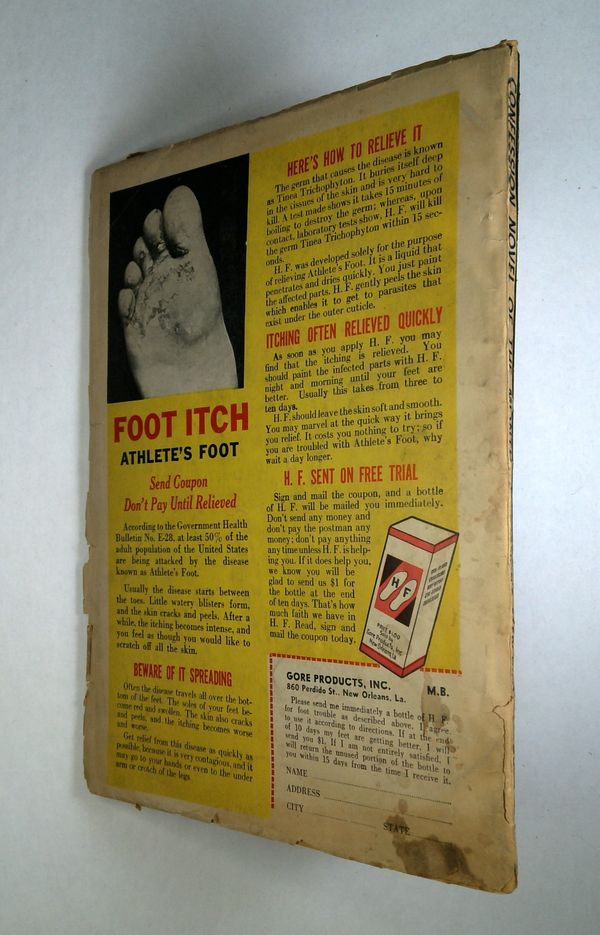 FOOT ITCH
ATHLETE'S FOOT
Send Coupon
Don't Pay Until Relieved
According to the Government Health
Bulletin No. E-28, at least 50% of the
adult population of the United States
are being attacked by the disease
known as Athlete's Foot.
Usually the disease starts between
the toes. Little watery blisters form,
and the skin cracks and peels. After a
while, the itching becomes intense, and
you feel as though you would like to
scratch off all the skin.
BEWARE OF IT SPREADING
Often the disease travels all over the bot-
tom of the feet. The soles of your feet be-
come red and swollen. The skin also cracks
and peels, and the itching becomes worse
and worse.
Get relief from this disease as quickly as
possible, because it is very contagious, and it
may go to your hands or even to the under
arm or crotch of the legs.
HERE'S HOW TO RELIEVE IT
The germ that causes the disease is known
as Tinea Trichophyton. It buries itself deep
in the tissues of the skin and is very hard to
kill. A test made shows it takes 15 minutes of
boiling to destroy the germ; whereas, upon
contact, laboratory tests show, H. F. will kill
the germ Tinea Trichophyton within 15 sec-
onds.
H. F. was developed solely for the purpose
of relieving Athlete's Foot. It is a liquid that
penetrates and dries quickly. You just paint
the affected parts. H. F. gently peels the skin
which enables it to get to parasites that
exist under the outer cuticle.
ITCHING OFTEN RELIEVED QUICKLY
As soon as you apply H. F. you may
find that the itching is relieved. You
should paint the infected parts with H. F.
night and morning until your feet are
better. Usually this takes from three to
ten days.
H. F. should leave the skin soft and smooth.
You may marvel at the quick way it brings
you relief. It costs you nothing to try; so if
you are troubled with Athlete's Foot, why
wait a day longer.
H. F. SENT ON FREE TRIAL
Sign and mail the coupon, and a bottle
of H. F. will be mailed you immediately.
Don't send any money and
don't pay the postman any
money; don't pay anything
any time unless H. F. is help-
ing you. If it does help you,
we know you will be
glad to send us $1 for
the bottle at the end
of ten days. That's how
much faith we have in
H. F. Read, sign and
mail the coupon today.
H F
PRICE $1.00
Sold by
Gore Products, Inc.
New Orleans, La.
GORE PRODUCTS, INC. M.B.
860 Perdido St., New Orleans, La.
Please send me immediately a bottle of H. F.
for foot trouble as described above. I agree
to use it according to directions. If at the end
of 10 days my feet are getting better, I will
send you $1. If I am not entirely satisfied, I
will return the unused portion of the bottle to
you within 15 days from the time I receive it.
NAME
ADDRESS
CITY STATE
CONFESSION NOVEL OF THE